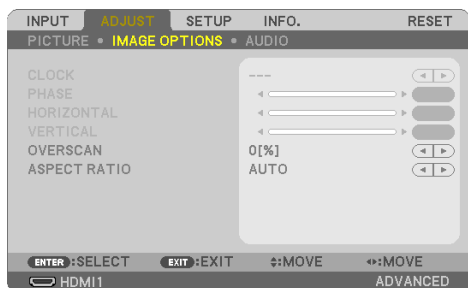 INPUT ADJUST SETUP INFO. RESET
PICTURE • IMAGE OPTIONS • AUDIO
CLOCK ---
PHASE
HORIZONTAL
VERTICAL
OVERSCAN 0[%]
ASPECT RATIO AUTO
ENTER :SELECT EXIT :EXIT :MOVE :MOVE
HDMI1 ADVANCED